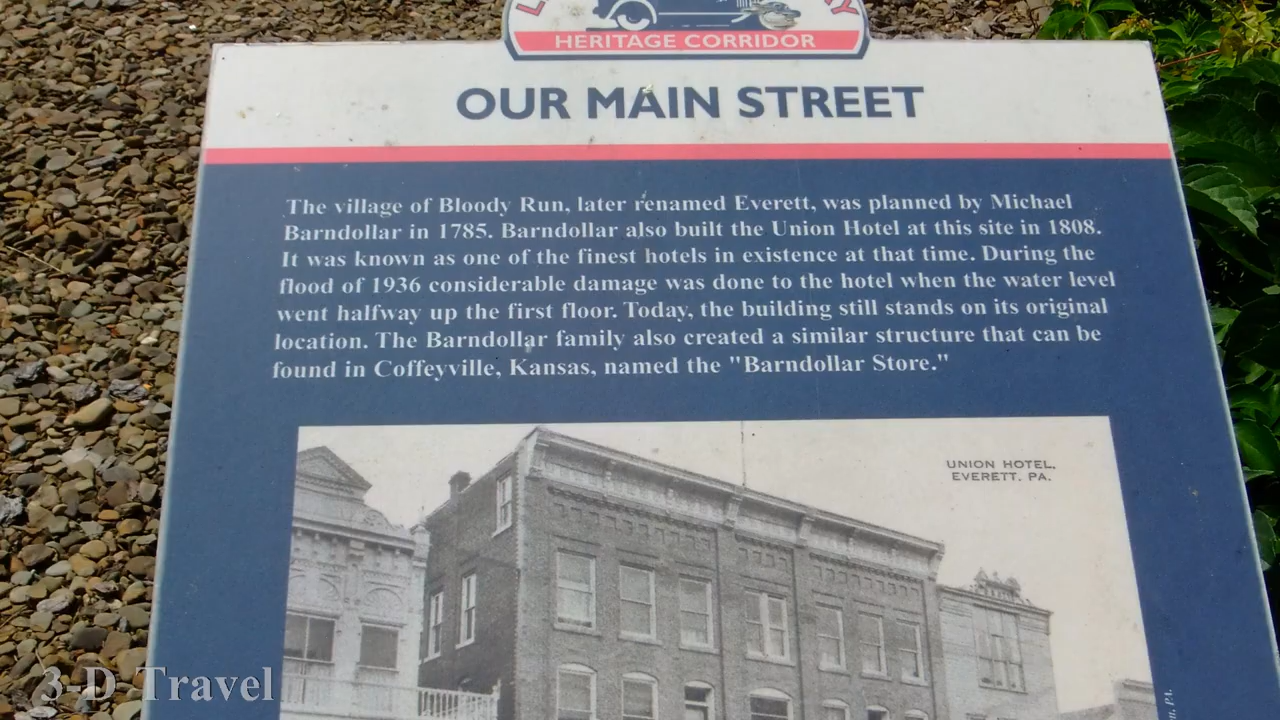 HERITAGE CORRIDOR
OUR MAIN STREET
The village of Bloody Run, later renamed Everett, was planned by Michael
Barndollar in 1785. Barndollar also built the Union Hotel at this site in 1808.
It was known as one of the finest hotels in existence at that time. During the
flood of 1936 considerable damage was done to the hotel when the water level
went halfway up the first floor. Today, the building still stands on its original
location. The Barndollar family also created a similar structure that can be
found in Coffeyville, Kansas, named the "Barndollar Store."
UNION HOTEL,
EVERETT. PA.
3-D Travel